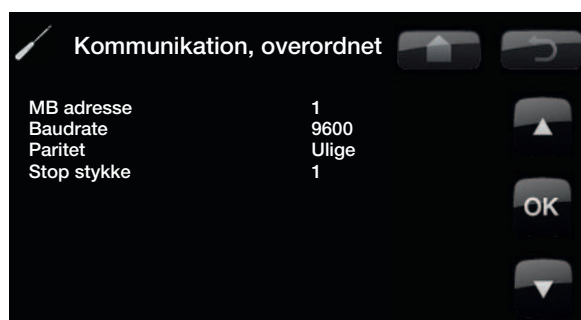 Kommunikation, overordnet
MB adresse 1
Baudrate 9600
Paritet Ulige
Stop stykke 1
OK